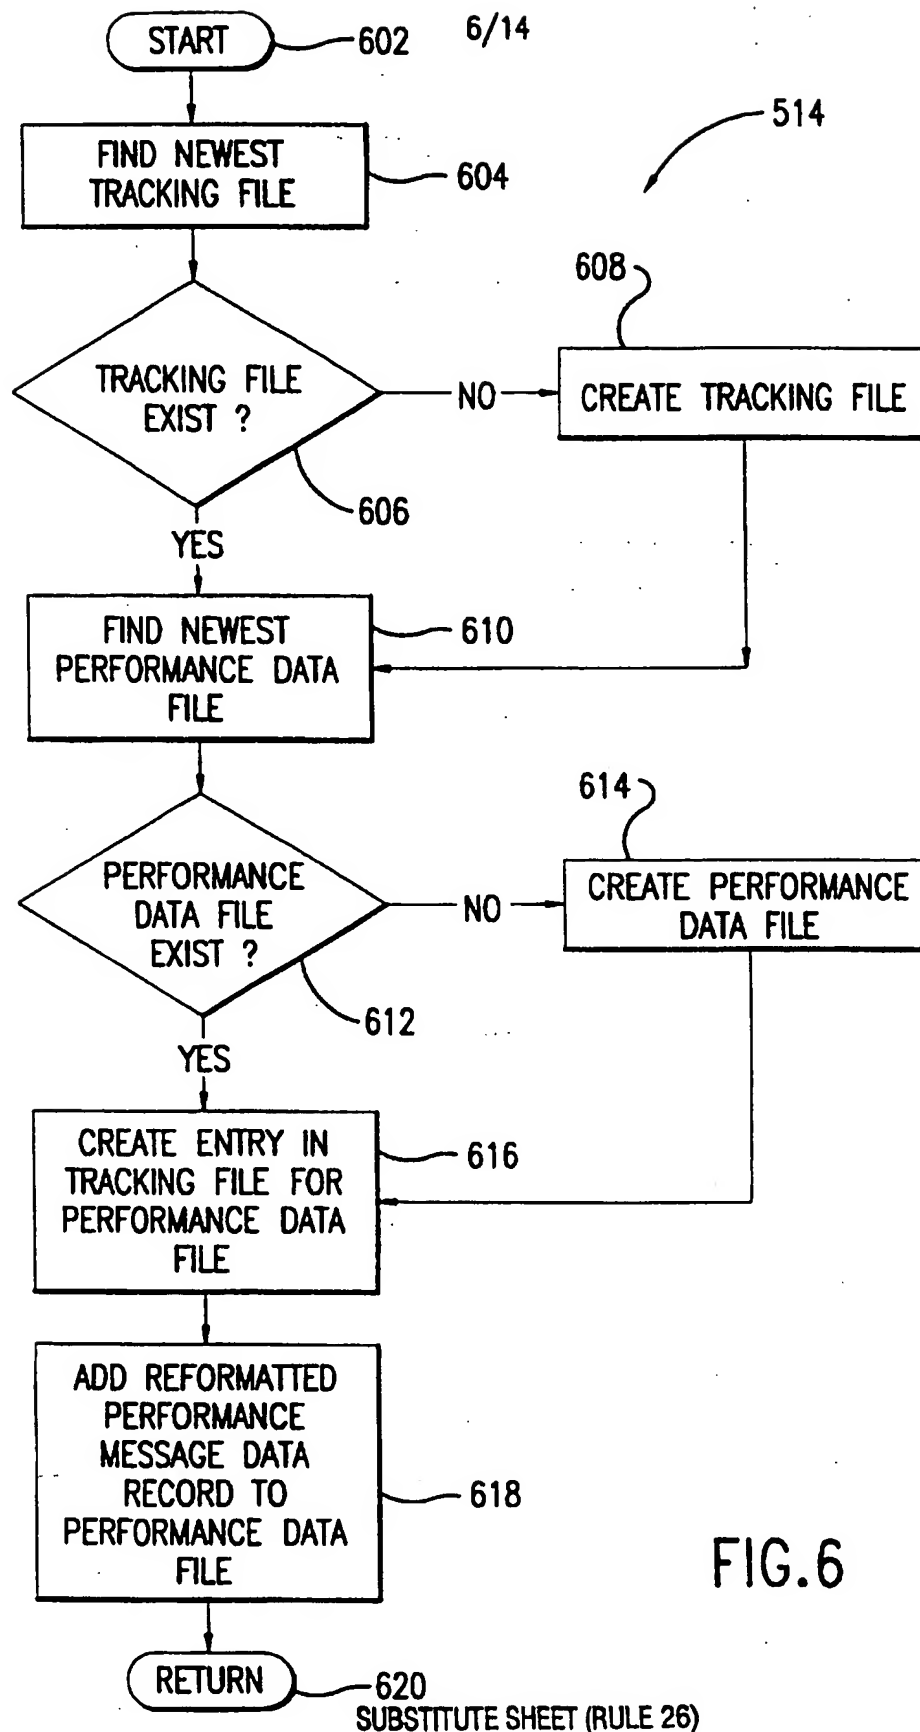 6/14
START
602
514
FIND NEWEST
TRACKING FILE
604
608
TRACKING FILE
EXIST ?
NO
CREATE TRACKING FILE
606
YES
FIND NEWEST
PERFORMANCE DATA
FILE
610
614
PERFORMANCE
DATA FILE
EXIST ?
NO
CREATE PERFORMANCE
DATA FILE
612
YES
CREATE ENTRY IN
TRACKING FILE FOR
PERFORMANCE DATA
FILE
616
ADD REFORMATTED
PERFORMANCE
MESSAGE DATA
RECORD TO
PERFORMANCE DATA
FILE
618
FIG.6
RETURN
620
SUBSTITUTE SHEET (RULE 26)